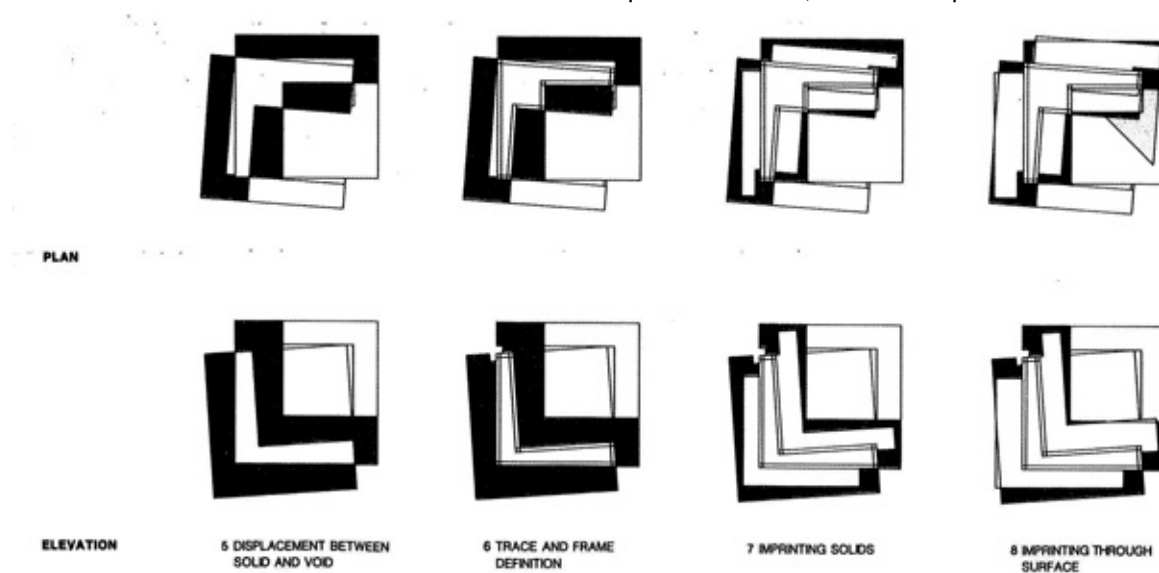 PLAN
ELEVATION
5 DISPLACEMENT BETWEEN
SOLID AND VOID
6 TRACE AND FRAME
DEFINITION
7 IMPRINTING SOLIDS
8 IMPRINTING THROUGH
SURFACE